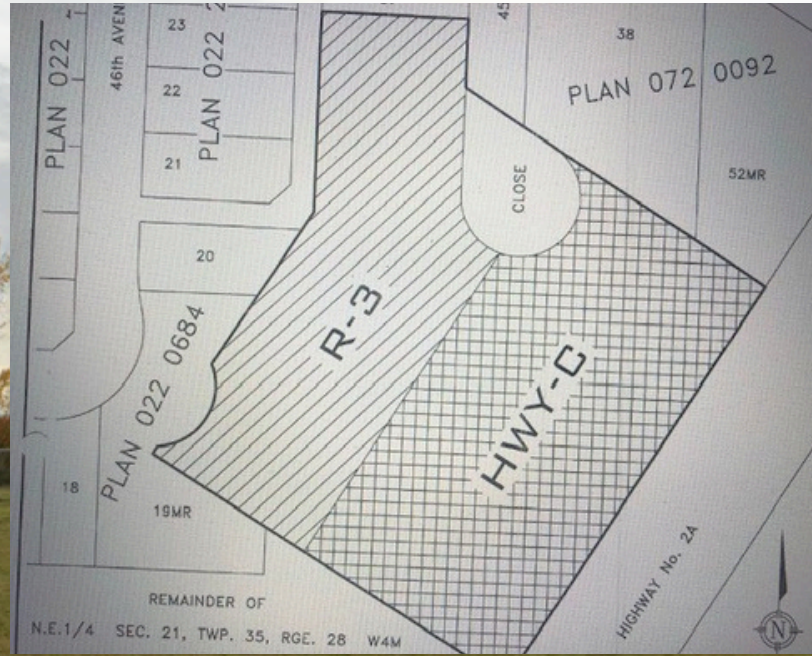 23
22
21
20
18
19MR
46th AVEN
PLAN 022
PLAN 022
PLAN 022 0684
45
38
PLAN 072 0092
52MR
CLOSE
R-3
HWY-C
HIGHWAY No. 2A
REMAINDER OF
N.E.1/4 SEC. 21, TWP. 35, RGE. 28 W4M
N